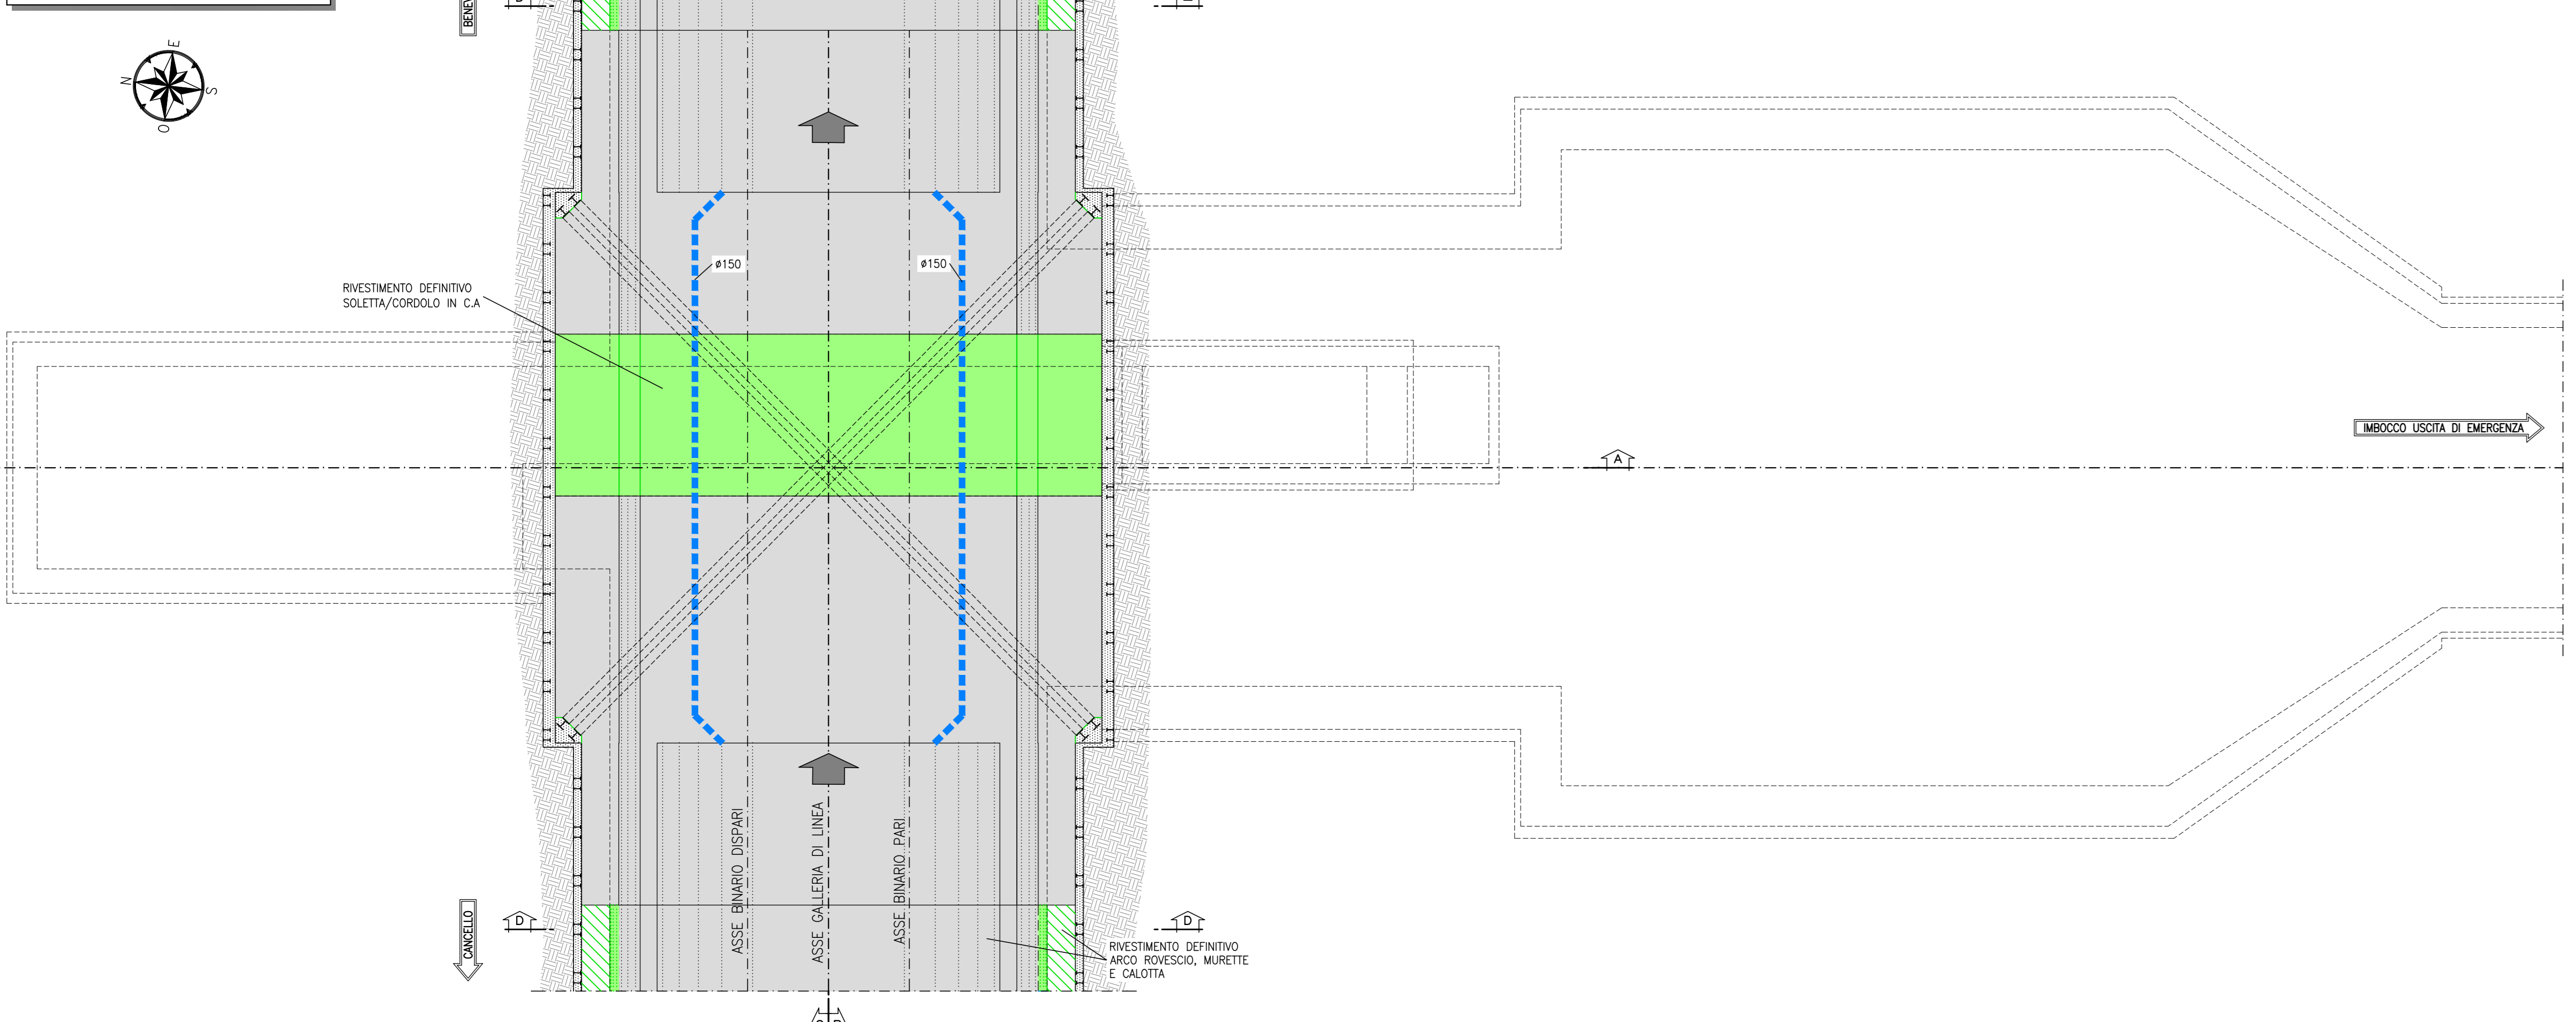 E
N
S
O
D
ø150
ø150
RIVESTIMENTO DEFINITIVO
SOLETTA/CORDOLO IN C.A
IMBOCCO USCITA DI EMERGENZA
A
ASSE BINARIO DISPARI
ASSE GALLERIA DI LINEA
ASSE BINARIO PARI
CANCELLO
D
D
RIVESTIMENTO DEFINITIVO
ARCO ROVESCIO, MURETTE
E CALOTTA